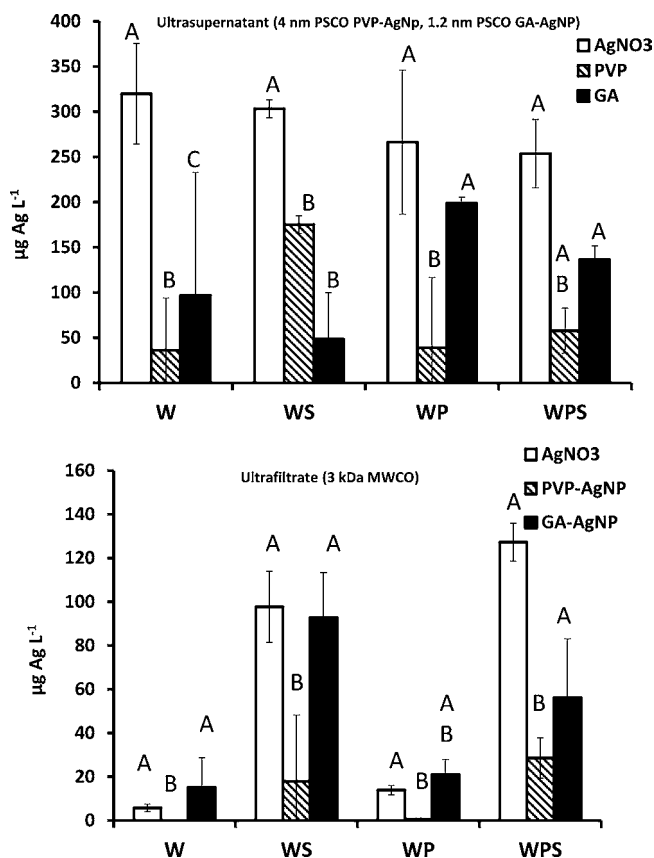 Ultrasupernatant (4 nm PSCO PVP-AgNp, 1.2 nm PSCO GA-AgNP)
AgNO3
PVP
GA
µg Ag L-1
400
350
300
250
200
150
100
50
0
A
B
C
A
B
B
A
B
A
A
A
B
A
W
WS
WP
WPS
Ultrafiltrate (3 kDa MWCO)
AgNO3
PVP-AgNP
GA-AgNP
µg Ag L-1
160
140
120
100
80
60
40
20
0
A
B
A
A
B
A
A
B
A
B
A
B
A
W
WS
WP
WPS